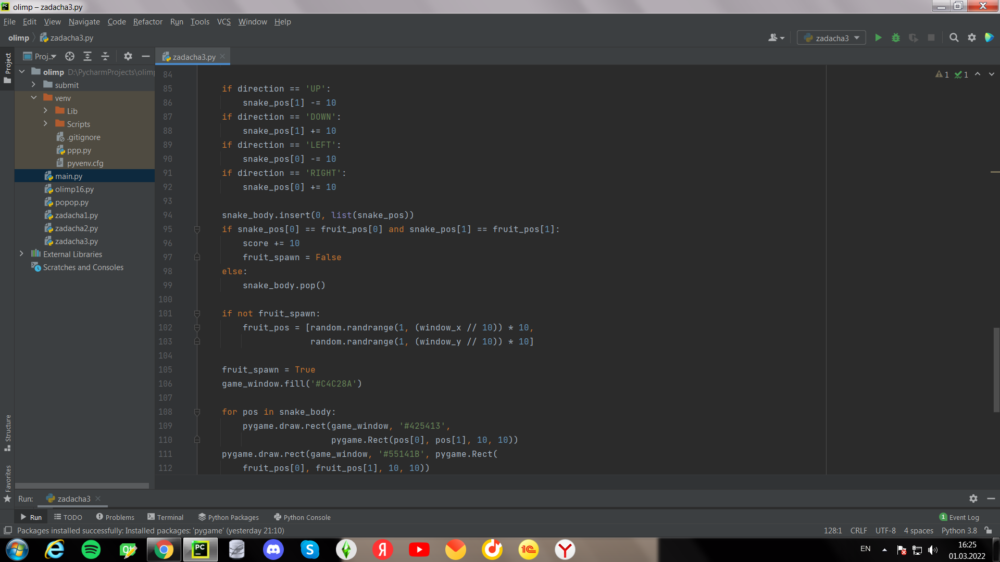 olimp – zadacha3.py
File Edit View Navigate Code Refactor Run Tools VCS Window Help
olimp zadacha3.py
zadacha3
Project
Proj...
zadacha3.py
olimp D:\PycharmProjects\olimp
submit
venv
Lib
Scripts
.gitignore
ppp.py
pyvenv.cfg
main.py
olimp16.py
popop.py
zadacha1.py
zadacha2.py
zadacha3.py
External Libraries
Scratches and Consoles
1 1
84
85 if direction == 'UP':
86 snake_pos[1] -= 10
87 if direction == 'DOWN':
88 snake_pos[1] += 10
89 if direction == 'LEFT':
90 snake_pos[0] -= 10
91 if direction == 'RIGHT':
92 snake_pos[0] += 10
93
94 snake_body.insert(0, list(snake_pos))
95 if snake_pos[0] == fruit_pos[0] and snake_pos[1] == fruit_pos[1]:
96 score += 10
97 fruit_spawn = False
98 else:
99 snake_body.pop()
100
101 if not fruit_spawn:
102 fruit_pos = [random.randrange(1, (window_x // 10)) * 10,
103 random.randrange(1, (window_y // 10)) * 10]
104
105 fruit_spawn = True
106 game_window.fill('#C4C28A')
107
108 for pos in snake_body:
109 pygame.draw.rect(game_window, '#425413',
110 pygame.Rect(pos[0], pos[1], 10, 10))
111 pygame.draw.rect(game_window, '#55141B', pygame.Rect(
112 fruit_pos[0], fruit_pos[1], 10, 10))
Structure
Favorites
Run: zadacha3
Run TODO Problems Terminal Python Packages Python Console 1 Event Log
Packages installed successfully: Installed packages: 'pygame' (yesterday 21:10) 128:1 CRLF UTF-8 4 spaces Python 3.8
EN 16:25
01.03.2022